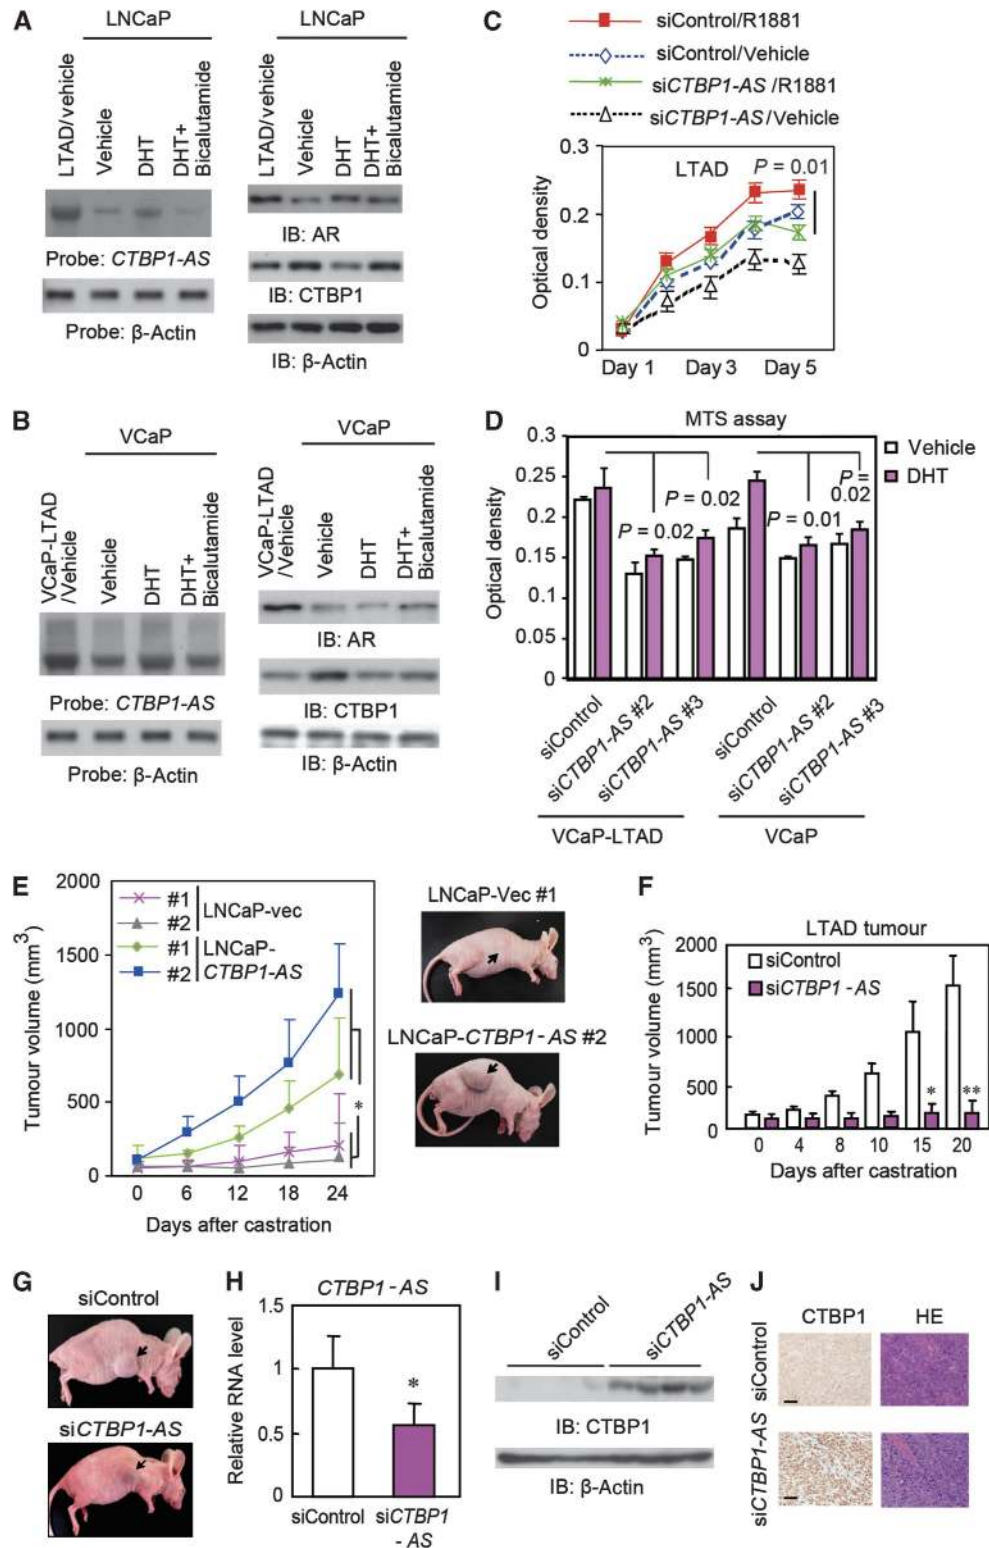 A
LNCaP
LNCaP
LTAD/vehicle
Vehicle
DHT
DHT+
Bicalutamide
LTAD/vehicle
Vehicle
DHT
DHT+
Bicalutamide
Probe: CTBP1-AS
Probe: β-Actin
IB: AR
IB: CTBP1
IB: β-Actin
C
siControl/R1881
siControl/Vehicle
siCTBP1-AS /R1881
siCTBP1-AS/Vehicle
0.3
0.2
0.1
0
Optical density
LTAD
P = 0.01
Day 1
Day 3
Day 5
B
VCaP
VCaP
VCaP-LTAD
/Vehicle
Vehicle
DHT
DHT+
Bicalutamide
VCaP-LTAD
/Vehicle
Vehicle
DHT
DHT+
Bicalutamide
Probe: CTBP1-AS
Probe: β-Actin
IB: AR
IB: CTBP1
IB: β-Actin
D
MTS assay
Vehicle
DHT
0.3
0.25
0.2
0.15
0.1
0.05
0
Optical density
P = 0.02
P = 0.02
P = 0.01
P =
0.02
siControl
siCTBP1-AS #2
siCTBP1-AS #3
siControl
siCTBP1-AS #2
siCTBP1-AS #3
VCaP-LTAD
VCaP
E
2000
1500
1000
500
0
Tumour volume (mm3)
#1
#2
LNCaP-vec
#1
#2
LNCaP-
CTBP1-AS
*
0 6 12 18 24
Days after castration
LNCaP-Vec #1
LNCaP-CTBP1-AS #2
F
LTAD tumour
siControl
siCTBP1-AS
2000
1500
1000
500
0
Tumour volume (mm3)
*
**
0 4 8 10 15 20
Days after castration
G
siControl
siCTBP1-AS
H
CTBP1-AS
1.5
1
0.5
0
Relative RNA level
*
siControl
siCTBP1
-AS
I
siControl
siCTBP1-AS
IB: CTBP1
IB: β-Actin
J
CTBP1
HE
siControl
siCTBP1-AS